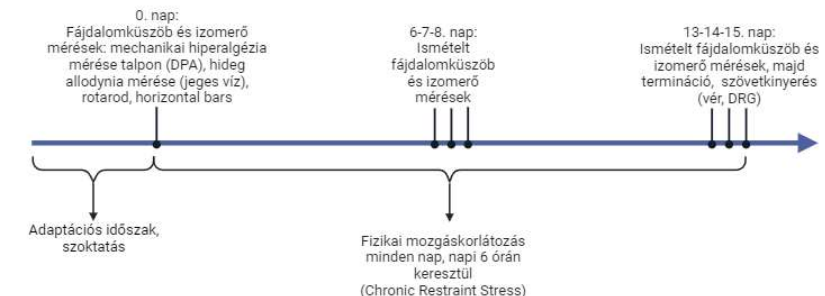 0. nap:
Fájdalomküszöb és izomerő
mérések: mechanikai hiperalgézia
mérése talpon (DPA), hideg
allodynia mérése (jeges víz),
rotarod, horizontal bars
6-7-8. nap:
Ismételt
fájdalomküszöb
és izomerő
mérések
13-14-15. nap:
Ismételt fájdalomküszöb és
izomerő mérések, majd
termináció, szövetkinyerés
(vér, DRG)
Adaptációs időszak,
szoktatás
Fizikai mozgáskorlátozás
minden nap, napi 6 órán
keresztül
(Chronic Restraint Stress)